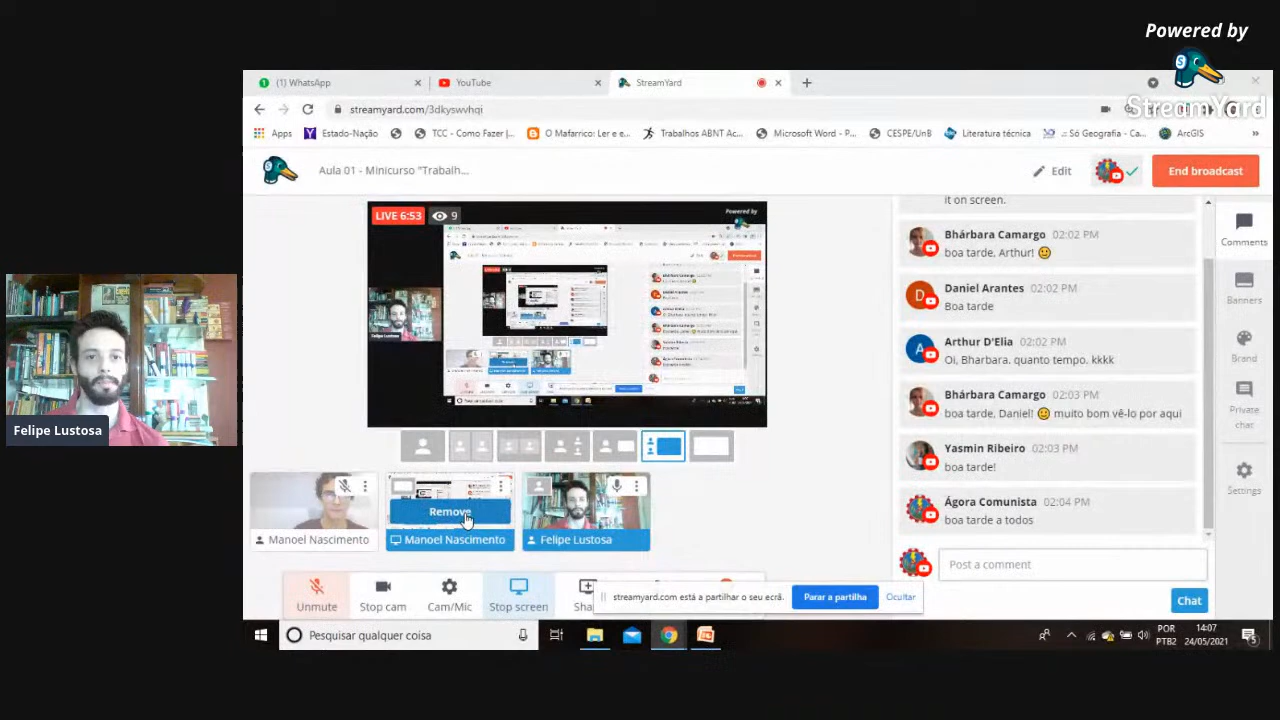 Powered by
StreamYard
(1) WhatsApp
YouTube
StreamYard
streamyard.com/3dkyswvhqi
Apps
Estado-Nação
TCC - Como Fazer |...
O Mafarrico: Ler e e...
Trabalhos ABNT Ac...
Microsoft Word - P...
CESPE/UnB
Literatura técnica
.:: Só Geografia - Ca...
ArcGIS
Aula 01 - Minicurso "Trabalh...
Edit
End broadcast
LIVE 6:53
9
Powered by
Felipe Lustosa
it on screen.
Bhárbara Camargo 02:02 PM
boa tarde, Arthur!
Daniel Arantes 02:02 PM
Boa tarde
Arthur D'Elia 02:02 PM
Oi, Bharbara. quanto tempo. kkkk
Bhárbara Camargo 02:03 PM
boa tarde, Daniel! muito bom vê-lo por aqui
Yasmin Ribeiro 02:03 PM
boa tarde!
Ágora Comunista 02:04 PM
boa tarde a todos
Comments
Banners
Brand
Private
chat
Settings
Felipe Lustosa
Remove
Manoel Nascimento
Manoel Nascimento
Felipe Lustosa
Post a comment
Chat
Unmute
Stop cam
Cam/Mic
Stop screen
streamyard.com está a partilhar o seu ecrã.
Parar a partilha
Ocultar
Pesquisar qualquer coisa
POR
PTB2
14:07
24/05/2021
5